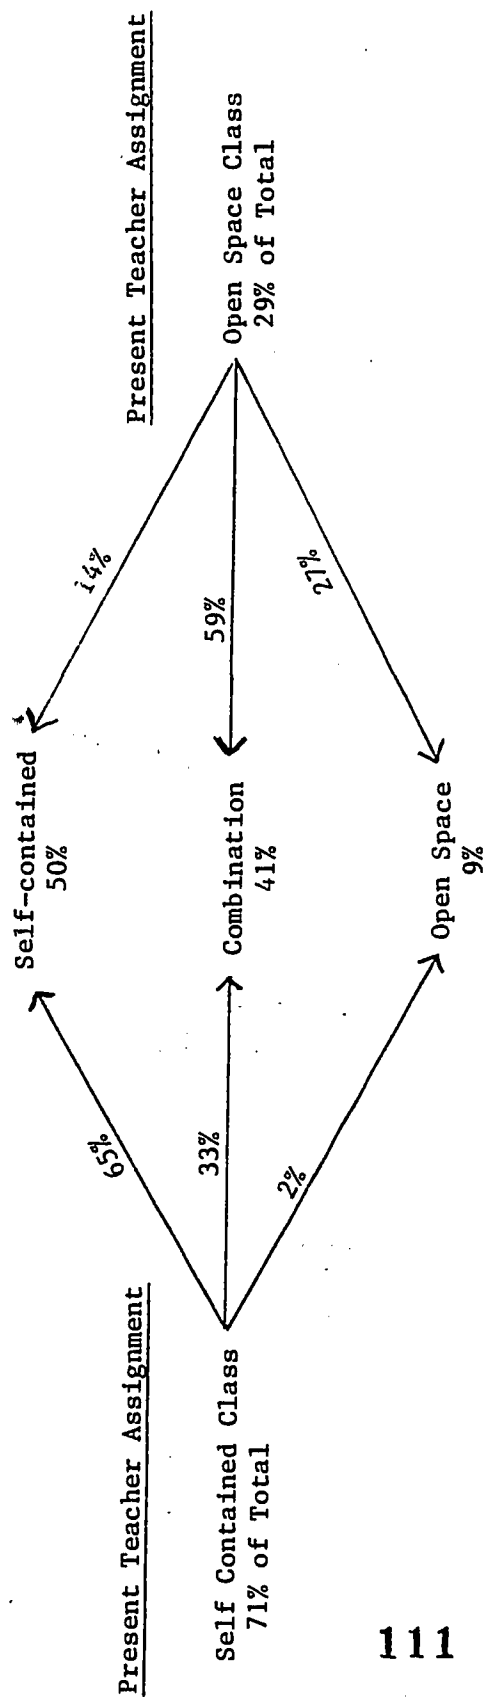 Present Teacher Assignment
Self Contained Class
71% of Total
65%
33%
2%
Self-contained
50%
Combination
41%
Open Space
9%
14%
59%
27%
Present Teacher Assignment
Open Space Class
29% of Total
111